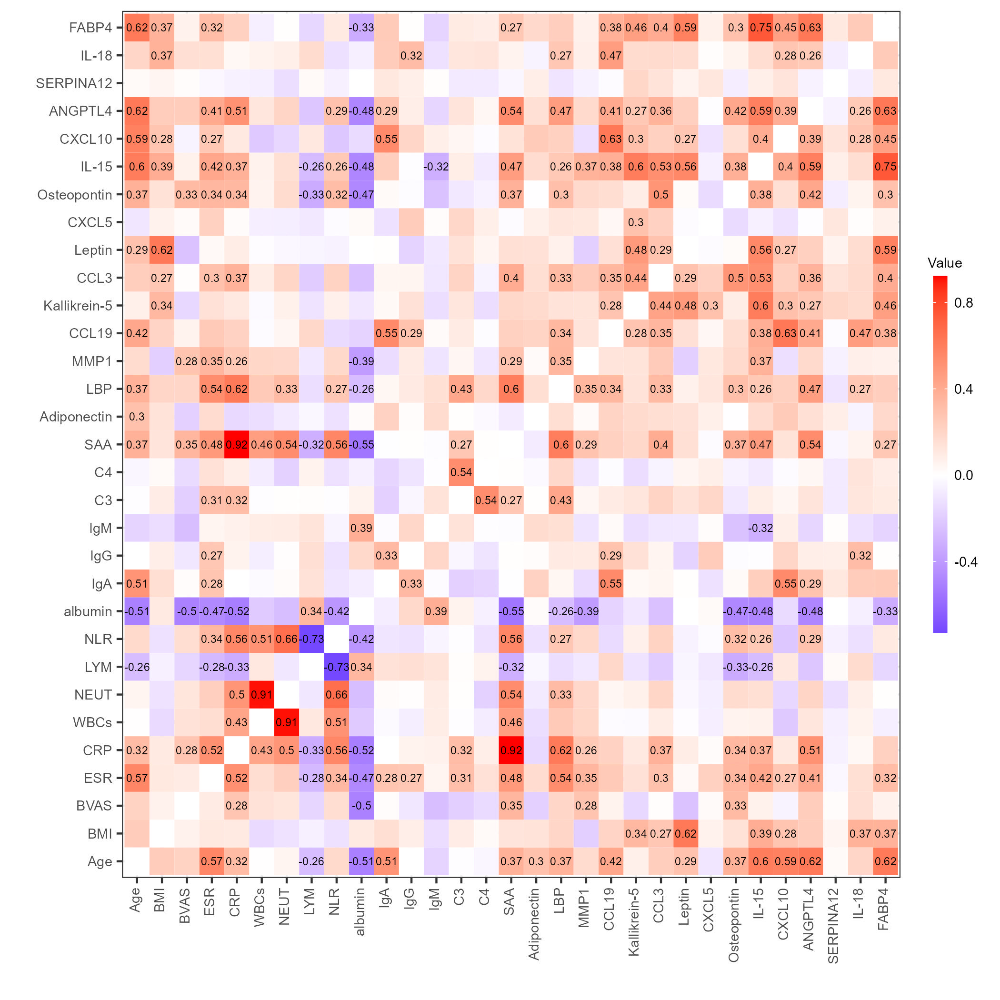 FABP4 0.62 0.37 0.32 -0.33 0.27 0.38 0.46 0.4 0.59 0.3 0.75 0.45 0.63
IL-18 0.37 0.32 0.27 0.47 0.28 0.26
SERPINA12
ANGPTL4 0.62 0.41 0.51 0.29 -0.48 0.29 0.54 0.47 0.41 0.27 0.36 0.42 0.59 0.39 0.26 0.63
CXCL10 0.59 0.28 0.27 0.55 0.63 0.3 0.27 0.4 0.39 0.28 0.45
IL-15 0.6 0.39 0.42 0.37 -0.26 0.26 -0.48 -0.32 0.47 0.26 0.37 0.38 0.6 0.53 0.56 0.38 0.4 0.59 0.75
Osteopontin 0.37 0.33 0.34 0.34 -0.33 0.32 -0.47 0.37 0.3 0.5 0.38 0.42 0.3
CXCL5 0.3
Leptin 0.29 0.62 0.48 0.29 0.56 0.27 0.59
Value
CCL3 0.27 0.3 0.37 0.4 0.33 0.35 0.44 0.29 0.5 0.53 0.36 0.4
Kallikrein-5 0.34 0.28 0.44 0.48 0.3 0.6 0.3 0.27 0.46
0.8
CCL19 0.42 0.55 0.29 0.34 0.28 0.35 0.38 0.63 0.41 0.47 0.38
MMP1 0.28 0.35 0.26 -0.39 0.29 0.35 0.37
LBP 0.37 0.54 0.62 0.33 0.27 -0.26 0.43 0.6 0.35 0.34 0.33 0.3 0.26 0.47 0.27
0.4
Adiponectin 0.3
SAA 0.37 0.35 0.48 0.92 0.46 0.54 -0.32 0.56 -0.55 0.27 0.6 0.29 0.4 0.37 0.47 0.54 0.27
C4 0.54
0.0
C3 0.31 0.32 0.54 0.27 0.43
IgM 0.39 -0.32
IgG 0.27 0.33 0.29 0.32
-0.4
IgA 0.51 0.28 0.33 0.55 0.55 0.29
albumin -0.51 -0.5 -0.47 -0.52 0.34 -0.42 0.39 -0.55 -0.26 -0.39 -0.47 -0.48 -0.48 -0.33
NLR 0.34 0.56 0.51 0.66 -0.73 -0.42 0.56 0.27 0.32 0.26 0.29
LYM -0.26 -0.28 -0.33 -0.73 0.34 -0.32 -0.33 -0.26
NEUT 0.5 0.91 0.66 0.54 0.33
WBCs 0.43 0.91 0.51 0.46
CRP 0.32 0.28 0.52 0.43 0.5 -0.33 0.56 -0.52 0.32 0.92 0.62 0.26 0.37 0.34 0.37 0.51
ESR 0.57 0.52 -0.28 0.34 -0.47 0.28 0.27 0.31 0.48 0.54 0.35 0.3 0.34 0.42 0.27 0.41 0.32
BVAS 0.28 -0.5 0.35 0.28 0.33
BMI 0.34 0.27 0.62 0.39 0.28 0.37 0.37
Age 0.57 0.32 -0.26 -0.51 0.51 0.37 0.3 0.37 0.42 0.29 0.37 0.6 0.59 0.62 0.62
Age BMI BVAS ESR CRP WBCs NEUT LYM NLR albumin IgA IgG IgM C3 C4 SAA Adiponectin LBP MMP1 CCL19 Kallikrein-5 CCL3 Leptin CXCL5 Osteopontin IL-15 CXCL10 ANGPTL4 SERPINA12 IL-18 FABP4